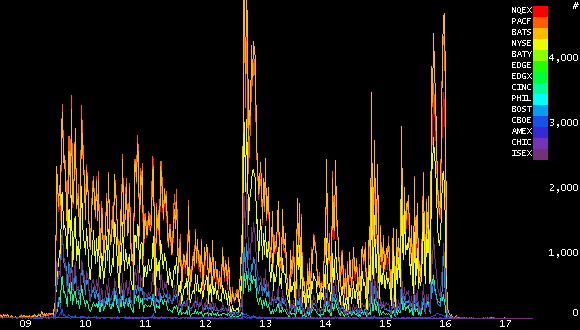 #
NQEX
PACF
BATS
NYSE
BATY
EDGE
EDGX
CINC
PHIL
BOST
CBOE
AMEX
CHIC
ISEX
4,000
3,000
2,000
1,000
0
09 10 11 12 13 14 15 16 17